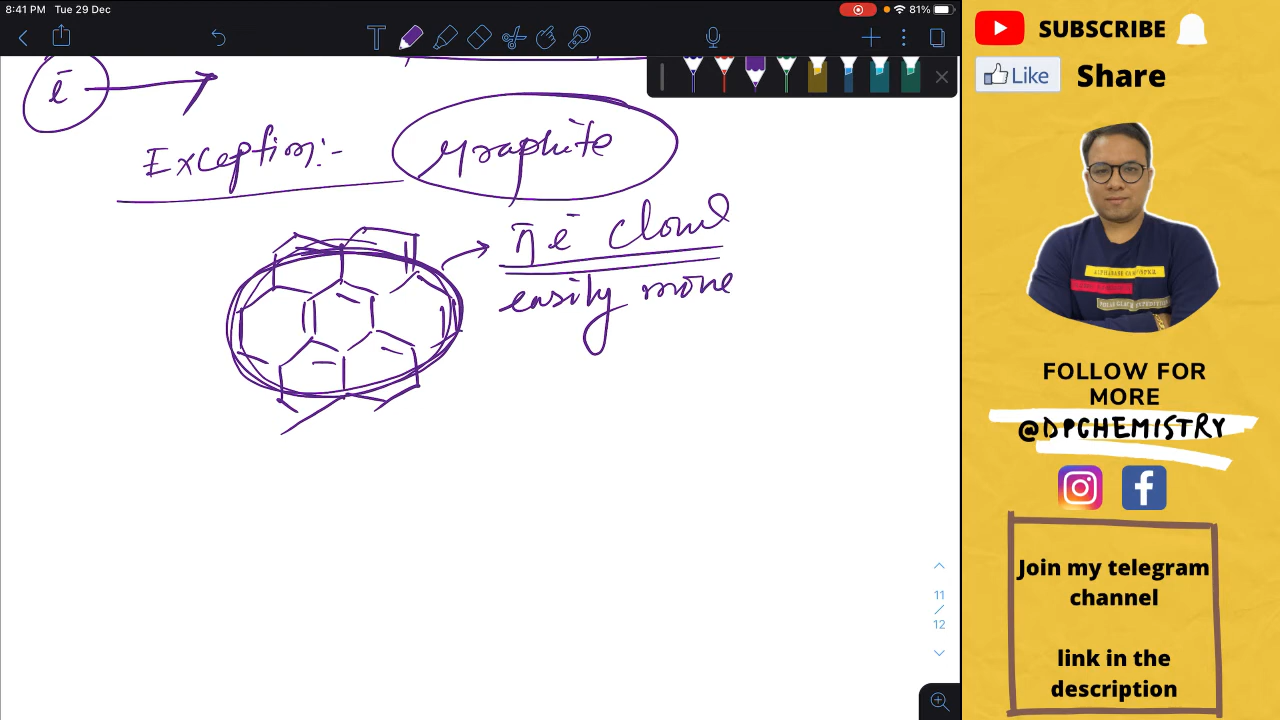 8:41 PM Tue 29 Dec
81%
ē
Exception:-
Graphite
π ē cloud
easily move
11
/
12
SUBSCRIBE
Like
Share
FOLLOW FOR
MORE
@DPCHEMISTRY
Join my telegram
channel
link in the
description